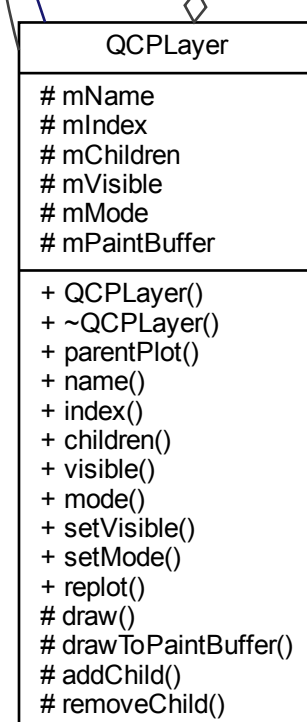 QCPLayer
# mName
# mIndex
# mChildren
# mVisible
# mMode
# mPaintBuffer
+ QCPLayer()
+ ~QCPLayer()
+ parentPlot()
+ name()
+ index()
+ children()
+ visible()
+ mode()
+ setVisible()
+ setMode()
+ replot()
# draw()
# drawToPaintBuffer()
# addChild()
# removeChild()